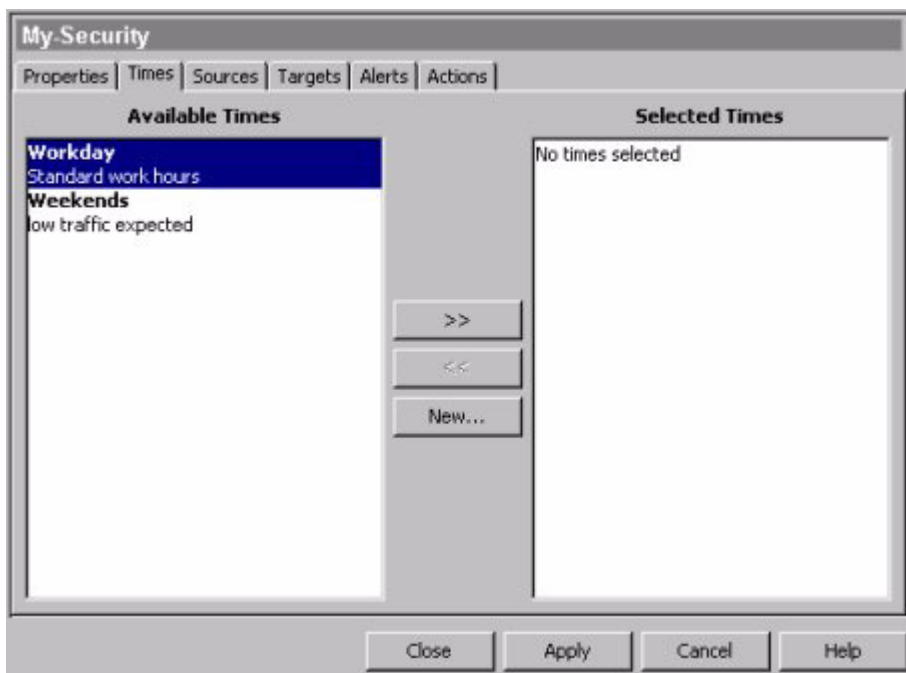 My-Security
Properties Times Sources Targets Alerts Actions
Available Times
Selected Times
Workday
Standard work hours
Weekends
low traffic expected
No times selected
>>
<<
New...
Close Apply Cancel Help